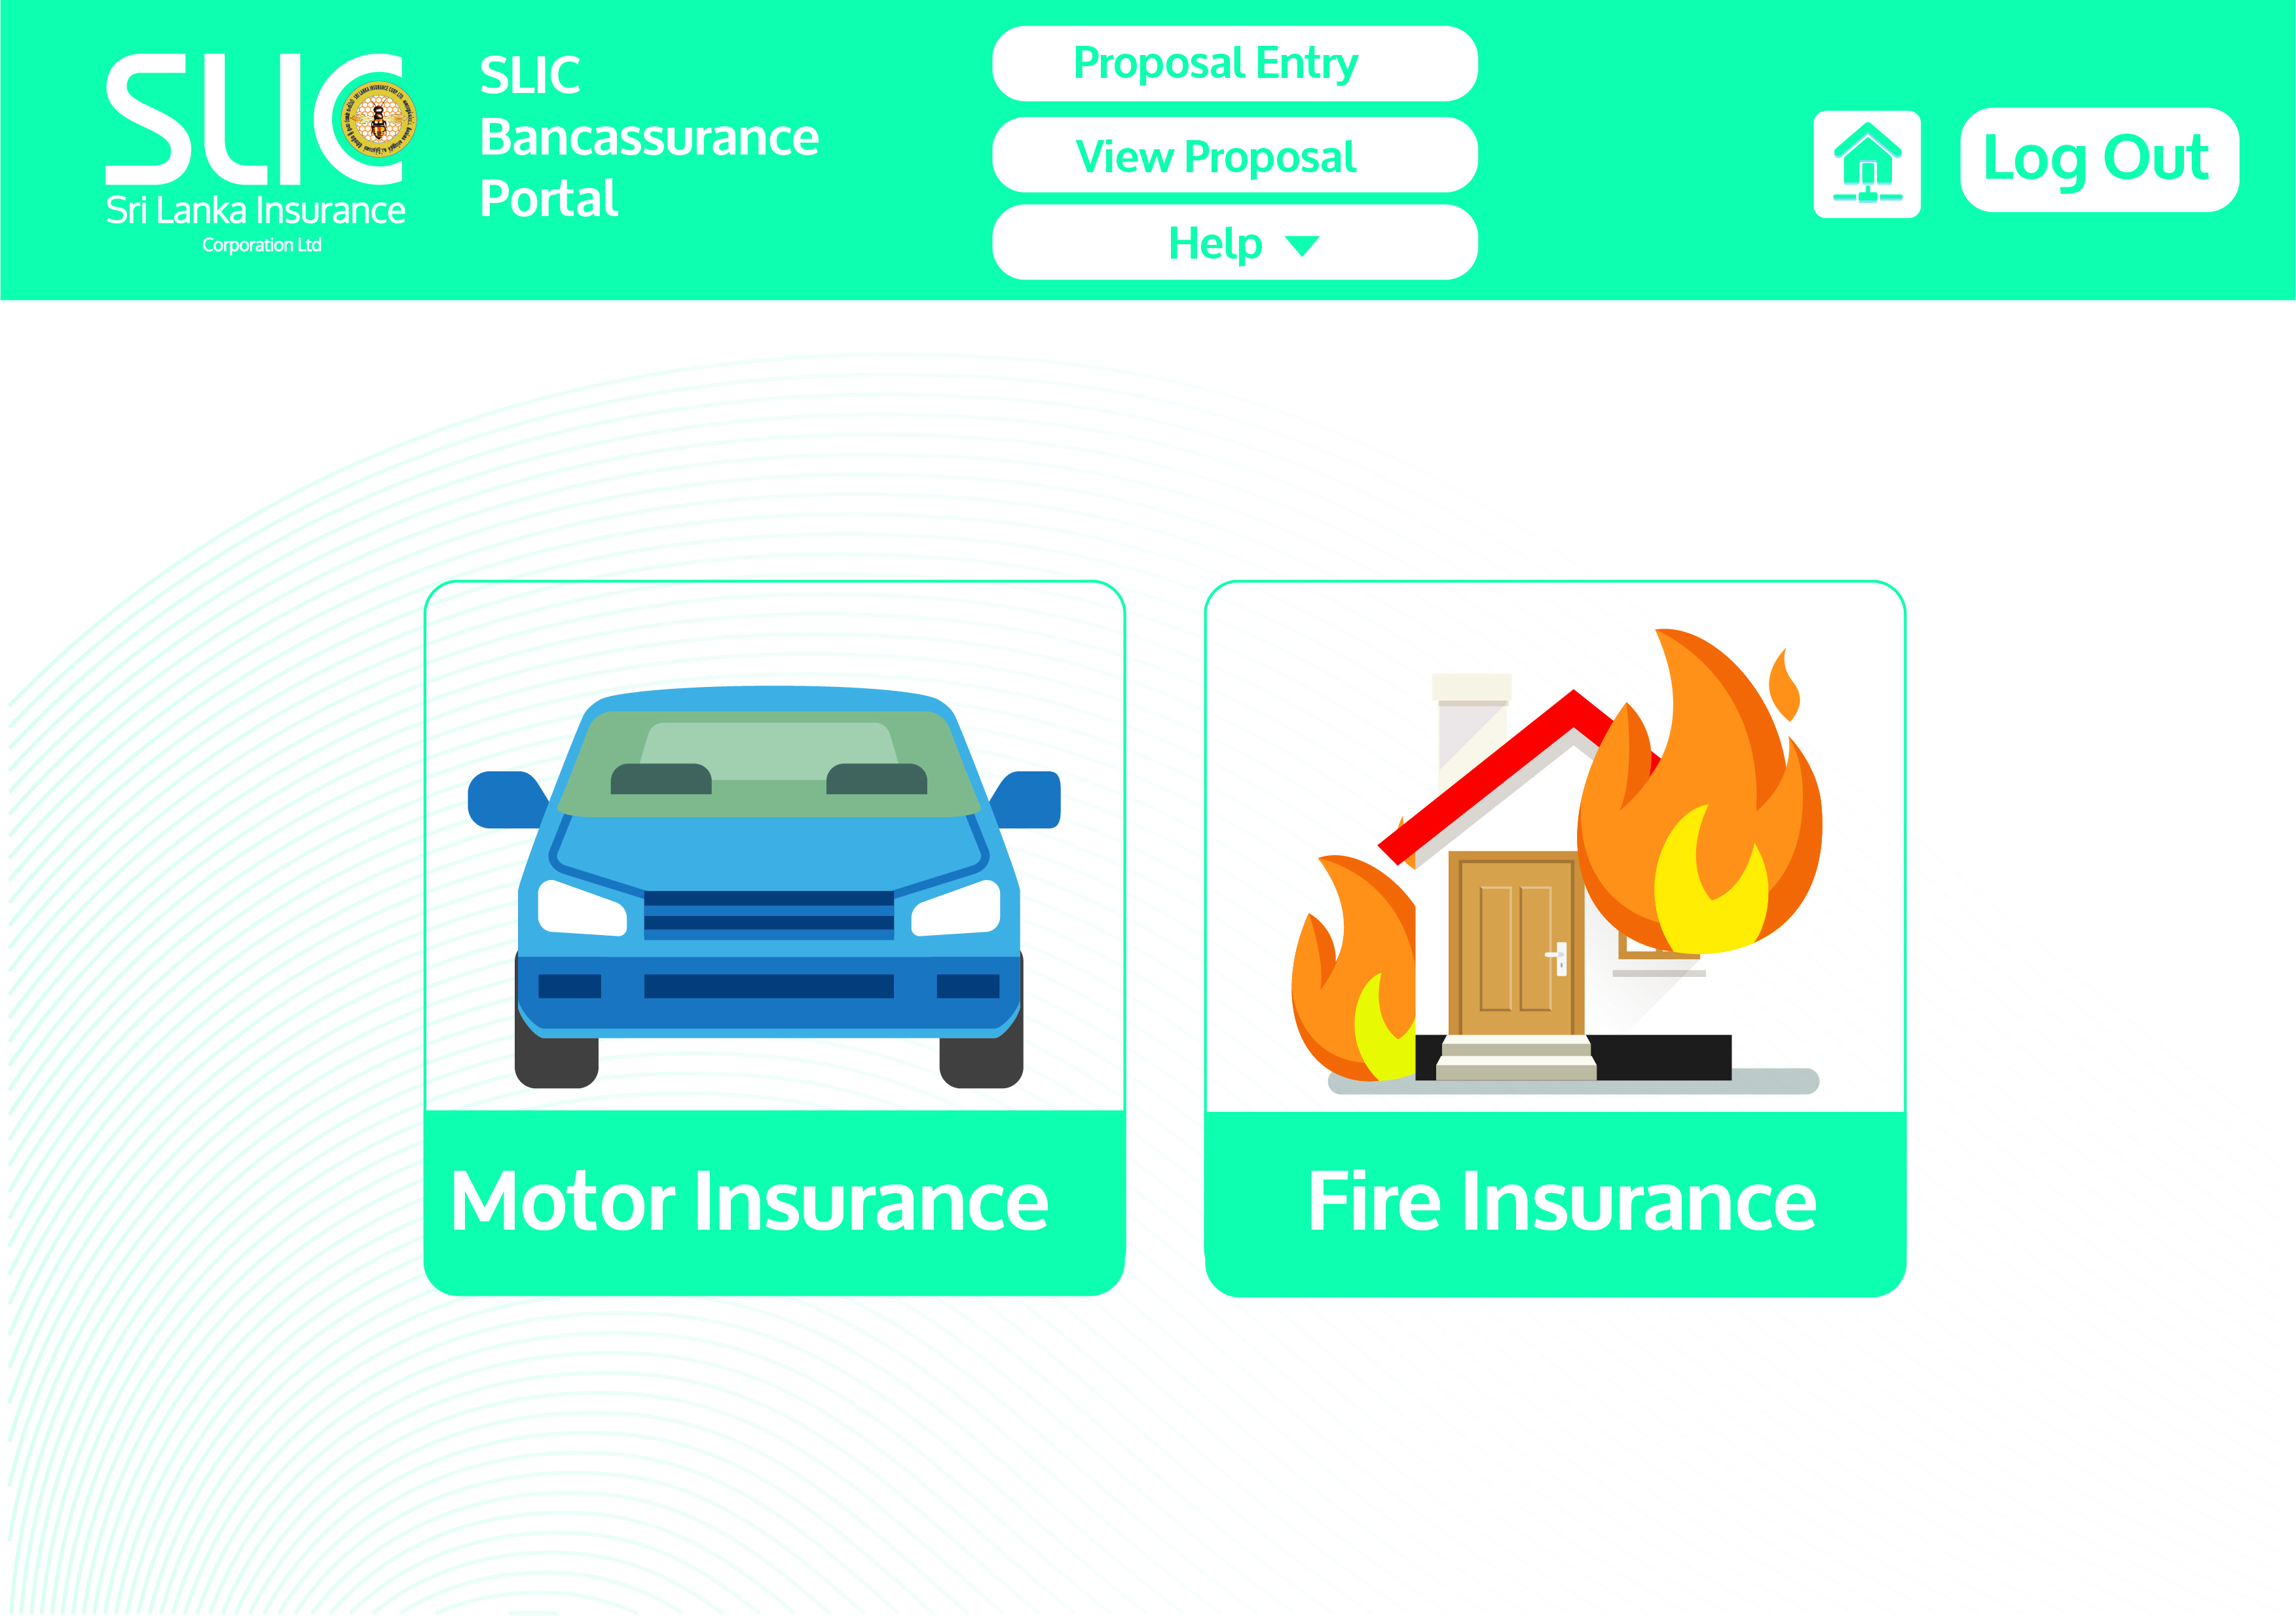 SLIC
Sri Lanka Insurance
Corporation Ltd
SLIC
Bancassurance
Portal
Proposal Entry
View Proposal
Help
Log Out
Motor Insurance
Fire Insurance